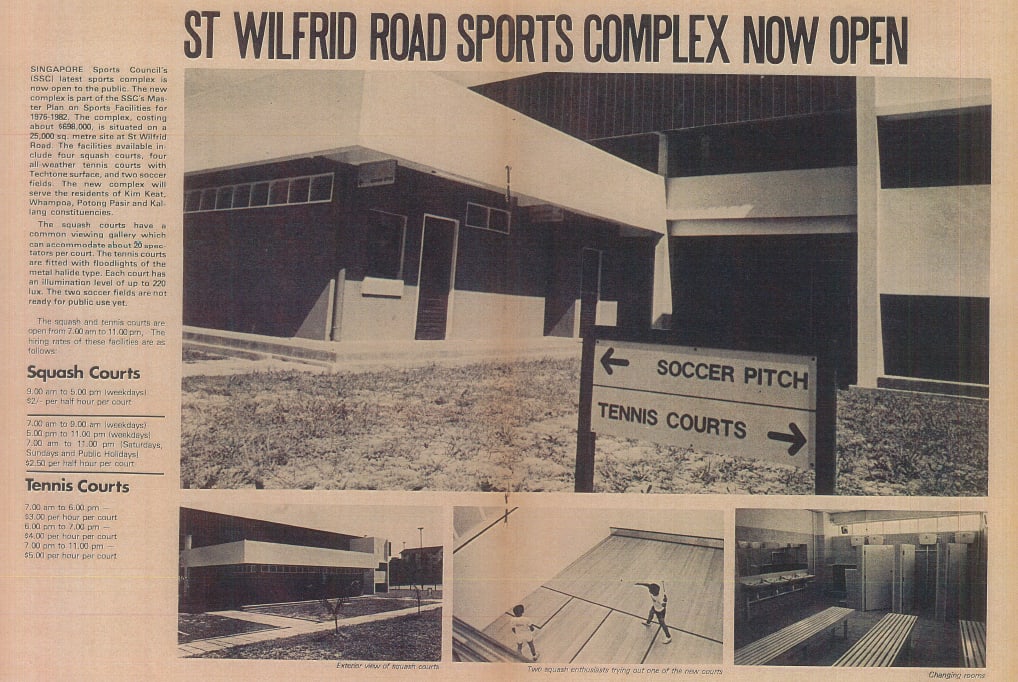 ST WILFRID ROAD SPORTS COMPLEX NOW OPEN
SINGAPORE Sports Council's
(SSC) latest sports complex is
now open to the public. The new
complex is part of the SSC's Mas-
ter Plan on Sports Facilities for
1976-1982. The complex, costing
about $698,000, is situated on a
25,000 sq. metre site at St Wilfrid
Road. The facilities available in-
clude four squash courts, four
all-weather tennis courts with
Techtone surface, and two soccer
fields. The new complex will
serve the residents of Kim Keat,
Whampoa, Potong Pasir and Kal-
lang constituencies.
The squash courts have a
common viewing gallery which
can accommodate about 20 spec-
tators per court. The tennis courts
are fitted with floodlights of the
metal halide type. Each court has
an illumination level of up to 220
lux. The two soccer fields are not
ready for public use yet.
The squash and tennis courts are
open from 7.00 am to 11.00 pm. The
hiring rates of these facilities are as
follows:
Squash Courts
9.00 am to 5.00 pm (weekdays)
$2/- per half hour per court
7.00 am to 9.00 am (weekdays)
5.00 pm to 11.00 pm (weekdays)
7.00 am to 11.00 pm (Saturdays,
Sundays and Public Holidays)
$2.50 per half hour per court
Tennis Courts
7.00 am to 6.00 pm —
$3.00 per hour per court
6.00 pm to 7.00 pm —
$4.00 per hour per court
7.00 pm to 11.00 pm —
$5.00 per hour per court
SOCCER PITCH
TENNIS COURTS
Exterior view of squash courts
Two squash enthusiasts trying out one of the new courts
Changing rooms